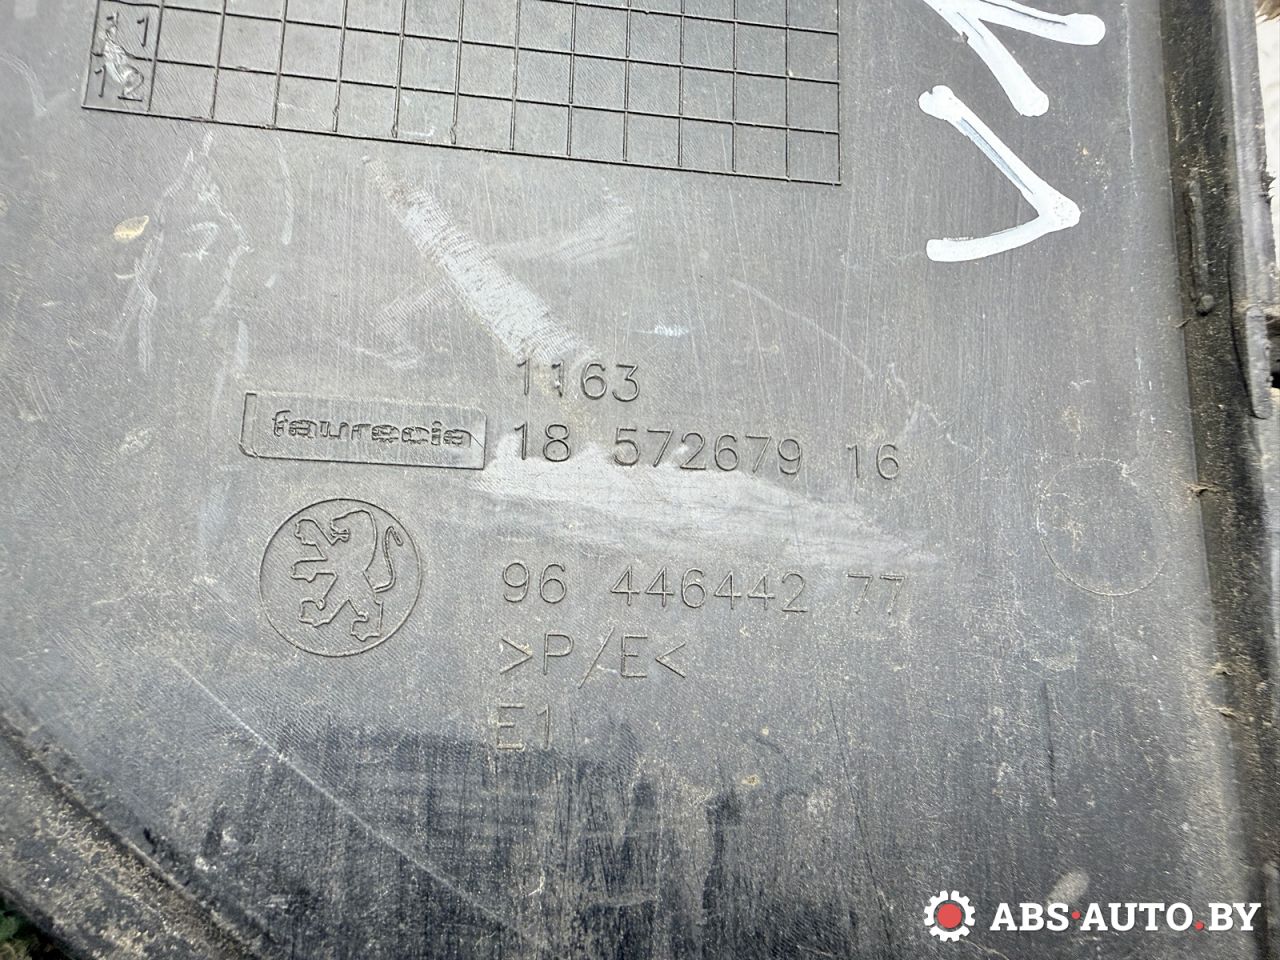 11
12
1163
faurecia
18 572679 16
96 446442 77
>P/E<
E1
ABS·AUTO.BY